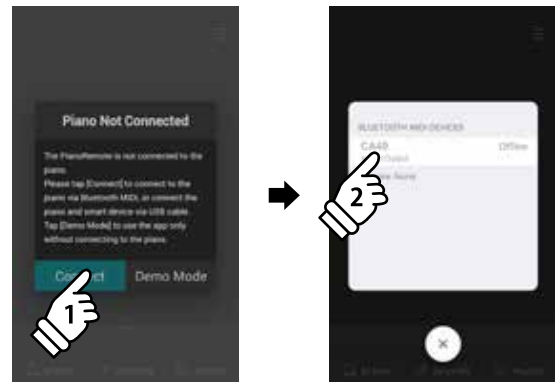 Piano Not Connected
The PianoRemote is not connected to the
piano.
Please tap [Connect] to connect to the
piano via Bluetooth MIDI, or connect the
piano and smart device via USB cable.
Tap [Demo Mode] to use the app only
without connecting to the piano.
Demo Mode
1
BLUETOOTH MIDI DEVICES
Offline
2
×